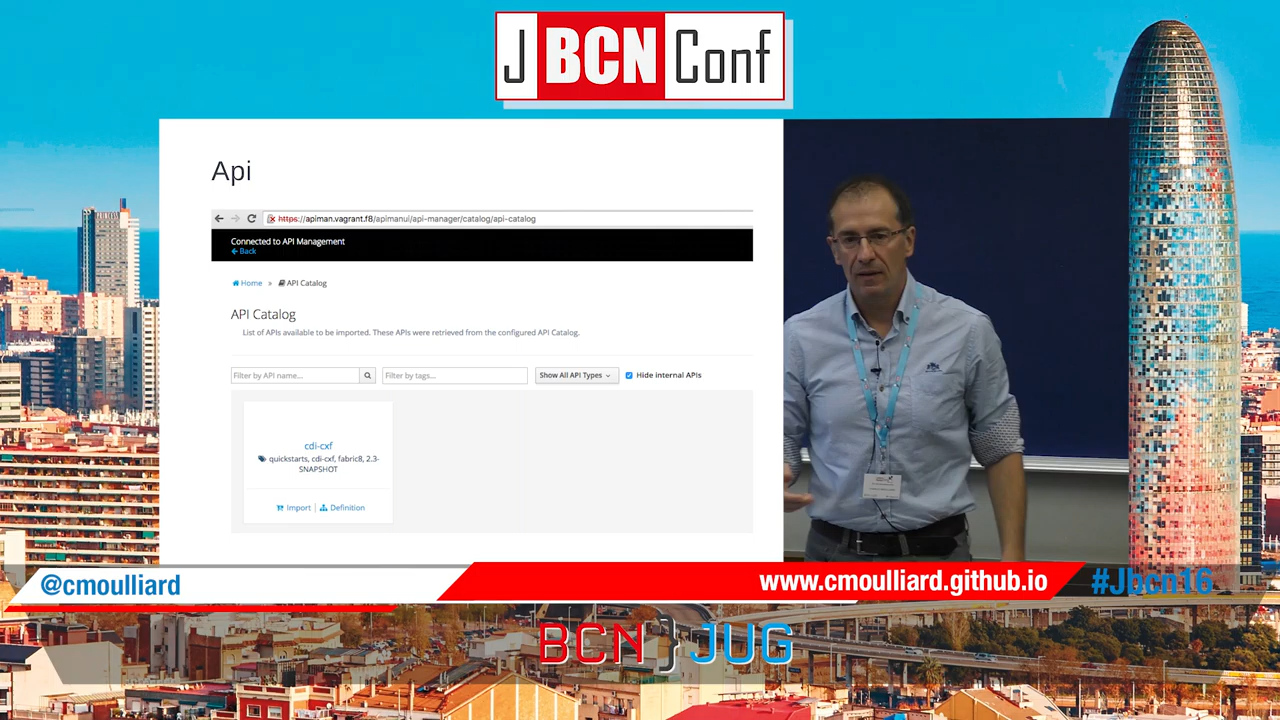 J BCN Conf
Api
https://apiman.vagrant.f8/apimanui/api-manager/catalog/api-catalog
Connected to API Management
Back
Home » API Catalog
API Catalog
List of APIs available to be imported. These APIs were retrieved from the configured API Catalog.
Filter by API name...
Filter by tags...
Show All API Types
Hide internal APIs
cdi-cxf
quickstarts, cdi-cxf, fabric8, 2.3-
SNAPSHOT
Import | Definition
@cmoulliard
www.cmoulliard.github.io
#Jbcn16
BCN } JUG